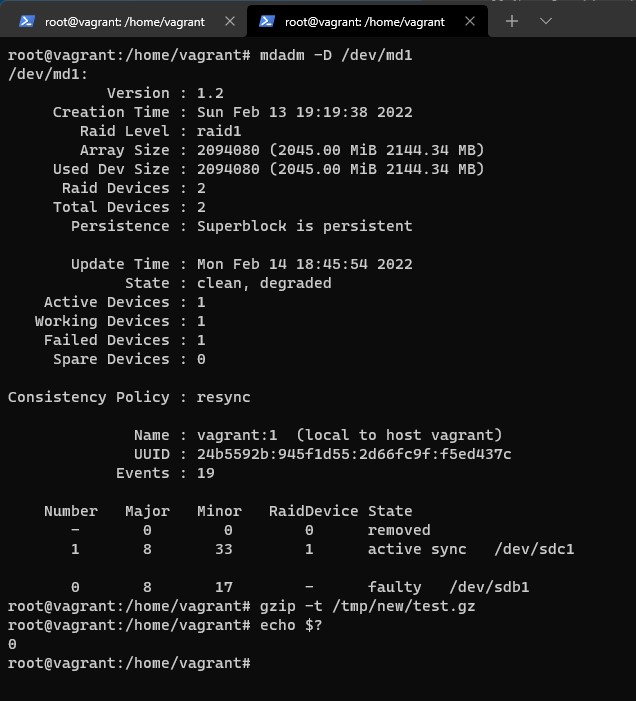 root@vagrant: /home/vagrant root@vagrant: /home/vagrant
root@vagrant:/home/vagrant# mdadm -D /dev/md1
/dev/md1:
Version : 1.2
Creation Time : Sun Feb 13 19:19:38 2022
Raid Level : raid1
Array Size : 2094080 (2045.00 MiB 2144.34 MB)
Used Dev Size : 2094080 (2045.00 MiB 2144.34 MB)
Raid Devices : 2
Total Devices : 2
Persistence : Superblock is persistent
Update Time : Mon Feb 14 18:45:54 2022
State : clean, degraded
Active Devices : 1
Working Devices : 1
Failed Devices : 1
Spare Devices : 0
Consistency Policy : resync
Name : vagrant:1 (local to host vagrant)
UUID : 24b5592b:945f1d55:2d66fc9f:f5ed437c
Events : 19
Number Major Minor RaidDevice State
- 0 0 0 removed
1 8 33 1 active sync /dev/sdc1
0 8 17 - faulty /dev/sdb1
root@vagrant:/home/vagrant# gzip -t /tmp/new/test.gz
root@vagrant:/home/vagrant# echo $?
0
root@vagrant:/home/vagrant#